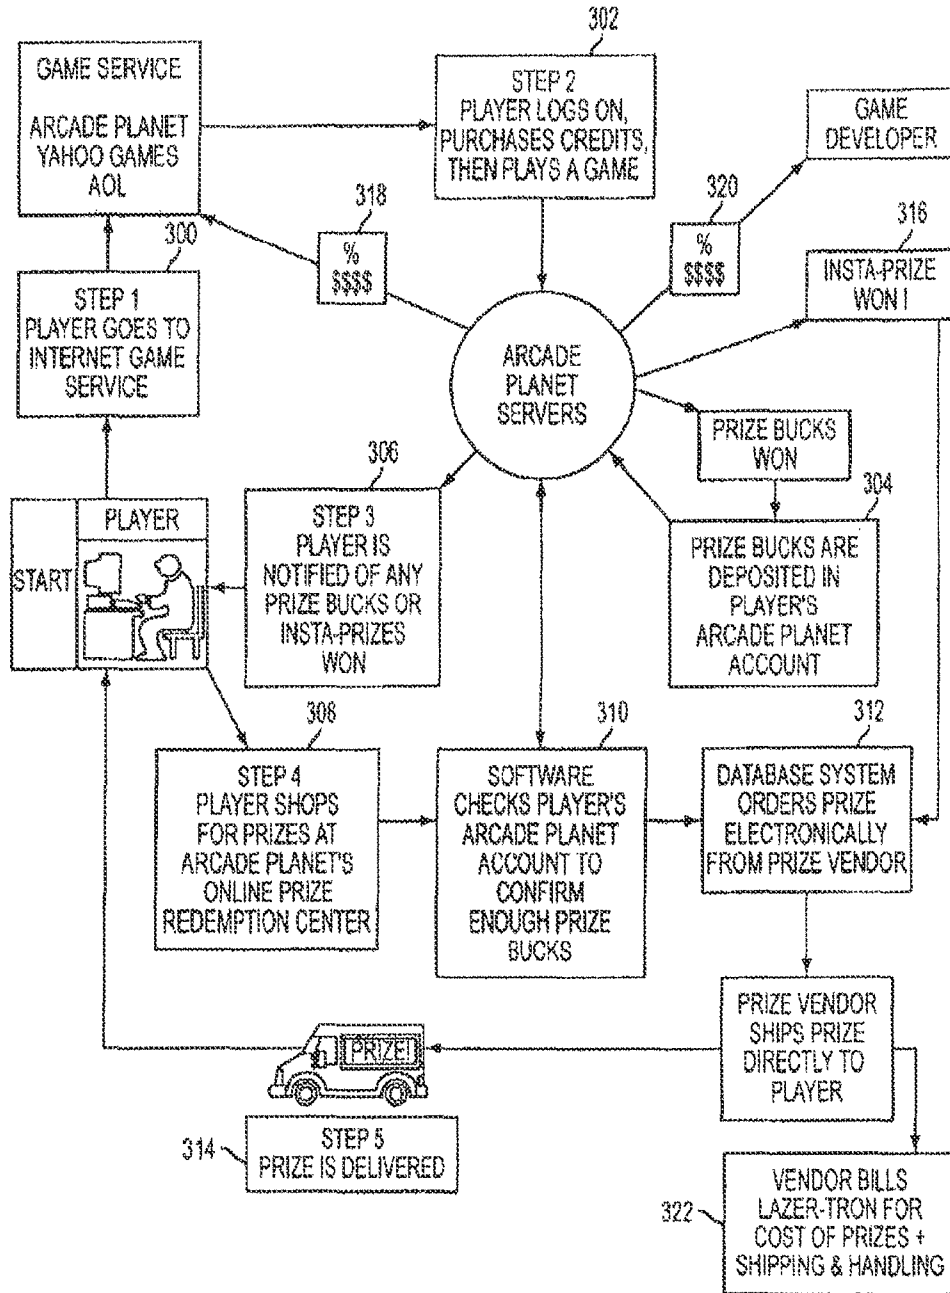 302
GAME SERVICE
ARCADE PLANET
YAHOO GAMES
AOL
STEP 2
PLAYER LOGS ON,
PURCHASES CREDITS,
THEN PLAYS A GAME
GAME
DEVELOPER
318
%
$$$$
320
%
$$$$
316
INSTA-PRIZE
WON !
300
STEP 1
PLAYER GOES TO
INTERNET GAME
SERVICE
ARCADE
PLANET
SERVERS
PRIZE BUCKS
WON
306
STEP 3
PLAYER IS
NOTIFIED OF ANY
PRIZE BUCKS OR
INSTA-PRIZES
WON
304
PRIZE BUCKS ARE
DEPOSITED IN
PLAYER'S
ARCADE PLANET
ACCOUNT
START
PLAYER
308
STEP 4
PLAYER SHOPS
FOR PRIZES AT
ARCADE PLANET'S
ONLINE PRIZE
REDEMPTION CENTER
310
SOFTWARE
CHECKS PLAYER'S
ARCADE PLANET
ACCOUNT TO
CONFIRM
ENOUGH PRIZE
BUCKS
312
DATABASE SYSTEM
ORDERS PRIZE
ELECTRONICALLY
FROM PRIZE VENDOR
PRIZE VENDOR
SHIPS PRIZE
DIRECTLY TO
PLAYER
PRIZE!
314
STEP 5
PRIZE IS DELIVERED
322
VENDOR BILLS
LAZER-TRON FOR
COST OF PRIZES +
SHIPPING & HANDLING